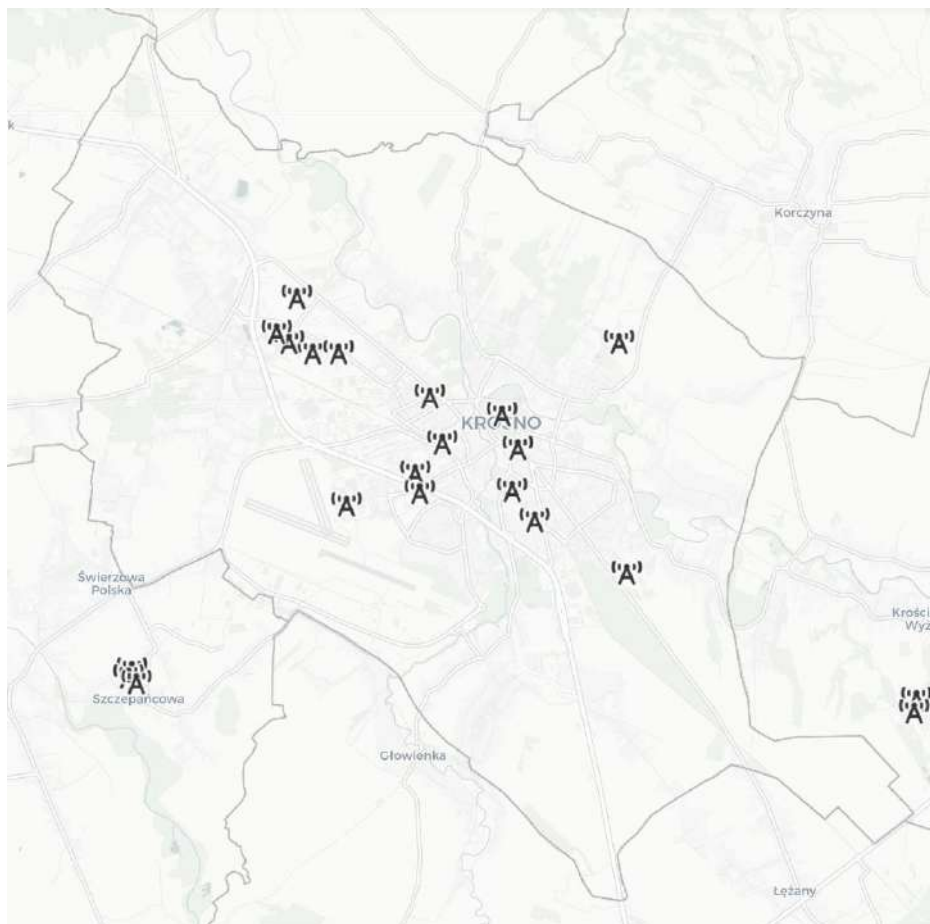 k
Korczyna
KROSNO
Świerzowa
Polska
Krości
Wyż
Szczepańcowa
Głowienka
Łężany